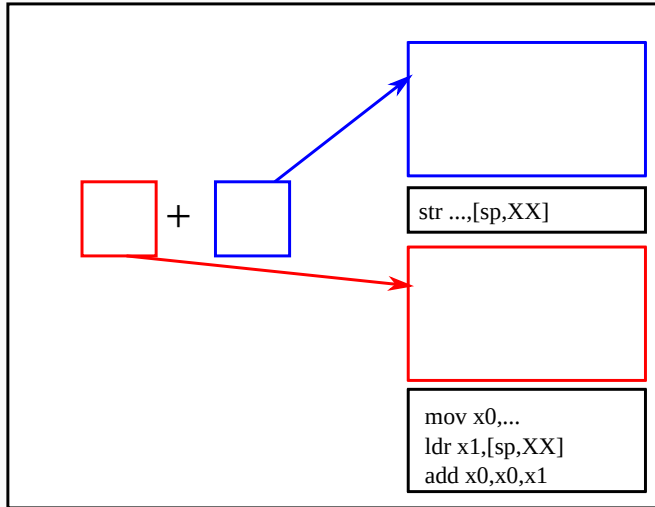 +
str ...,[sp,XX]
mov x0,...
ldr x1,[sp,XX]
add x0,x0,x1